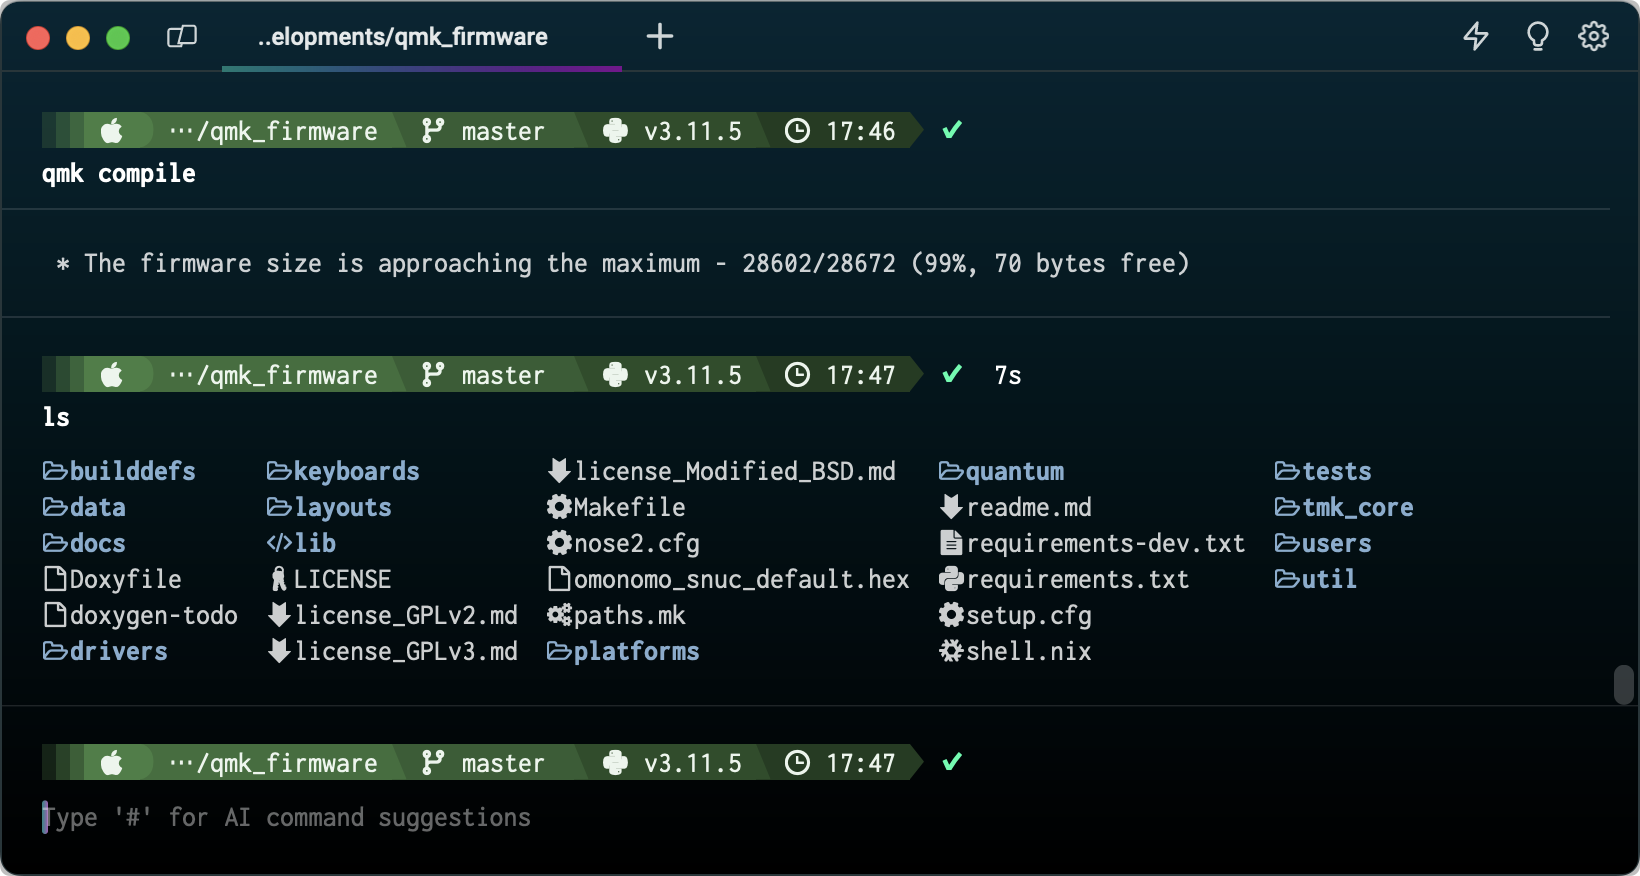 ..elopments/qmk_firmware
…/qmk_firmware master v3.11.5 17:46 ✔
qmk compile
* The firmware size is approaching the maximum - 28602/28672 (99%, 70 bytes free)
…/qmk_firmware master v3.11.5 17:47 ✔ 7s
ls
builddefs keyboards license_Modified_BSD.md quantum tests
data layouts Makefile readme.md tmk_core
docs lib nose2.cfg requirements-dev.txt users
Doxyfile LICENSE omonomo_snuc_default.hex requirements.txt util
doxygen-todo license_GPLv2.md paths.mk setup.cfg
drivers license_GPLv3.md platforms shell.nix
…/qmk_firmware master v3.11.5 17:47 ✔
Type '#' for AI command suggestions